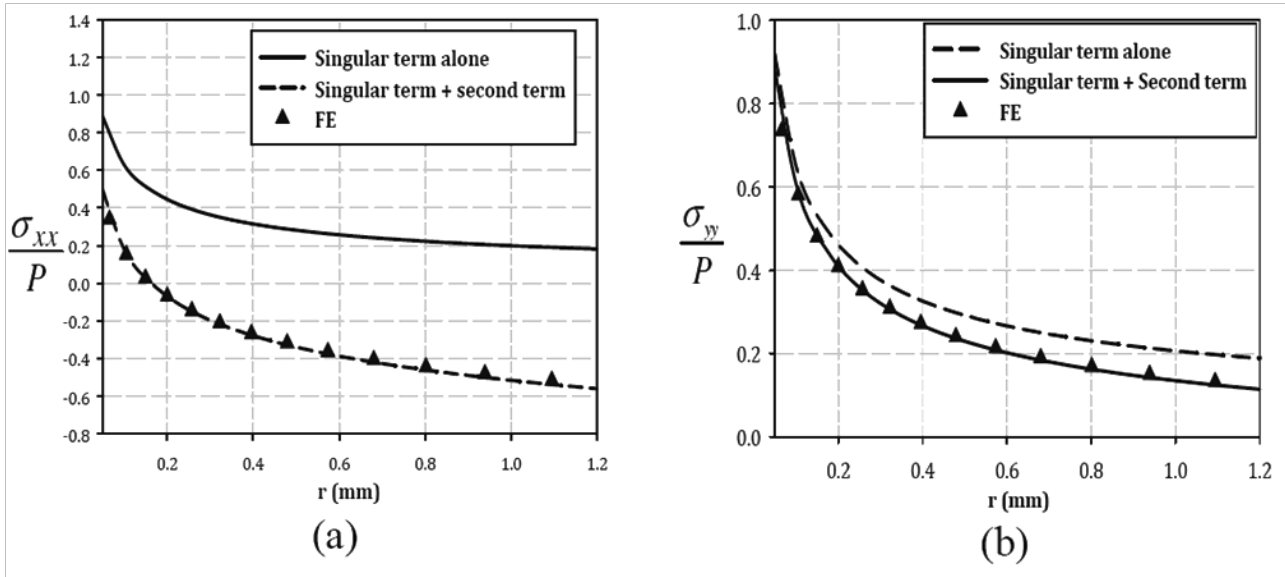 1.4
1.2
1.0
0.8
0.6
0.4
0.2
0.0
-0.2
-0.4
-0.6
-0.8
σxx
P
Singular term alone
Singular term + second term
FE
0.2 0.4 0.6 0.8 1.0 1.2
r (mm)
(a)
1.0
0.8
0.6
0.4
0.2
0.0
σyy
P
Singular term alone
Singular term + Second term
FE
0.2 0.4 0.6 0.8 1.0 1.2
r (mm)
(b)